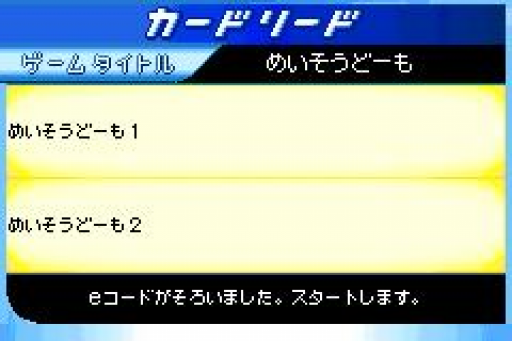 カードリード
ゲームタイトル めいそうどーも
めいそうどーも1
めいそうどーも2
eコードがそろいました。スタートします。